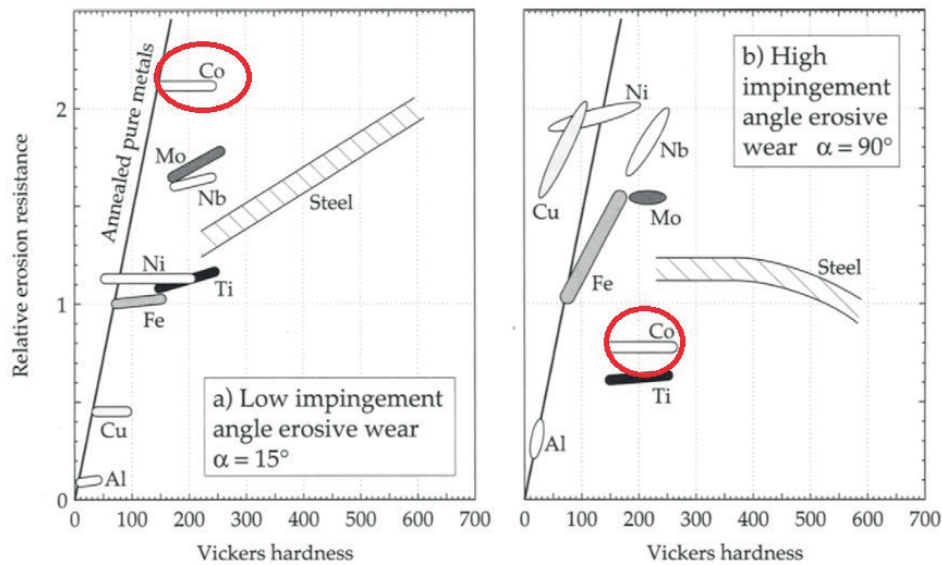 Relative erosion resistance
2
1
0
Annealed pure metals
Co
Mo
Nb
Steel
Ni
Ti
Fe
Cu
Al
a) Low impingement
angle erosive wear
α = 15°
0 100 200 300 400 500 600 700
Vickers hardness
b) High
impingement
angle erosive
wear α = 90°
Ni
Nb
Cu
Mo
Fe
Steel
Co
Ti
Al
100 200 300 400 500 600 700
Vickers hardness